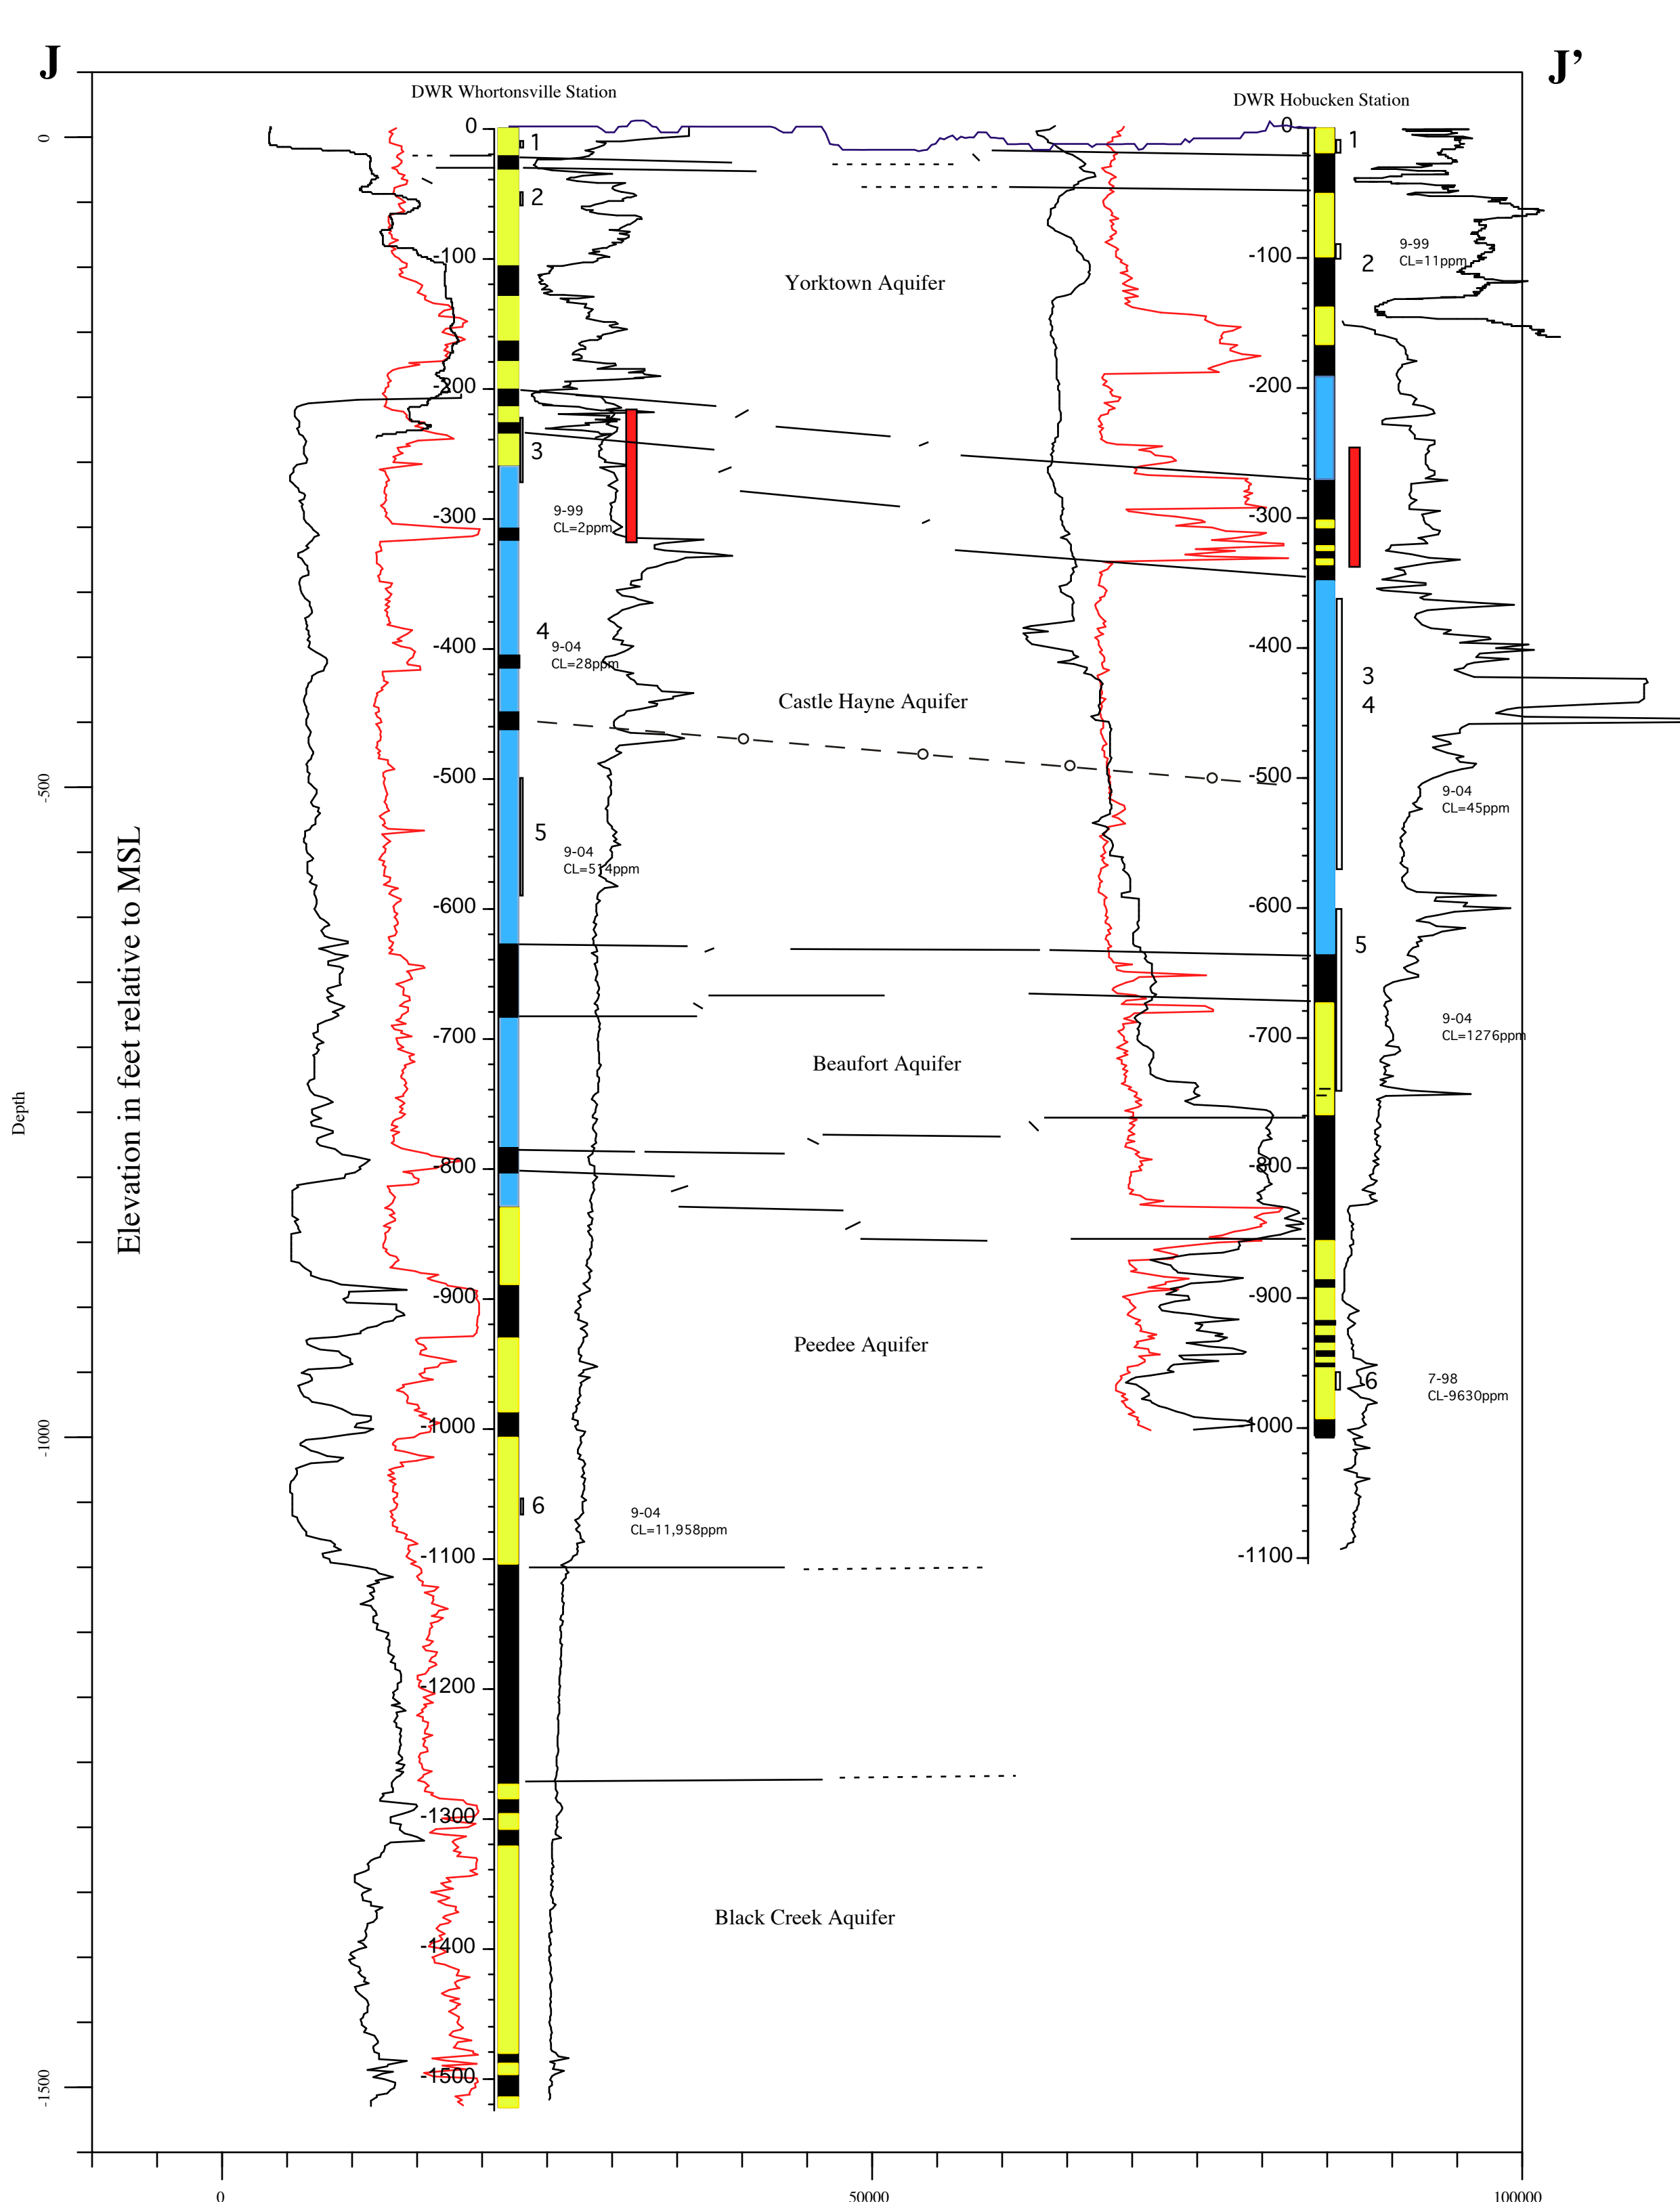 J
J’
DWR Whortonsville Station
DWR Hobucken Station
0
0
0
1
1
2
-100
-100
9-99
CL=11ppm
2
Yorktown Aquifer
-200
-200
3
9-99
CL=2ppm
-300
-300
4
9-04
CL=28ppm
-400
-400
3
4
Castle Hayne Aquifer
-500
-500
-500
9-04
CL=45ppm
5
9-04
CL=514ppm
-600
-600
5
-700
-700
9-04
CL=1276ppm
Beaufort Aquifer
Depth
Elevation in feet relative to MSL
-800
-800
-900
-900
Peedee Aquifer
6
7-98
CL-9630ppm
-1000
-1000
-1000
6
9-04
CL=11,958ppm
-1100
-1100
-1200
-1300
Black Creek Aquifer
-1400
-1500
-1500
0
50000
100000